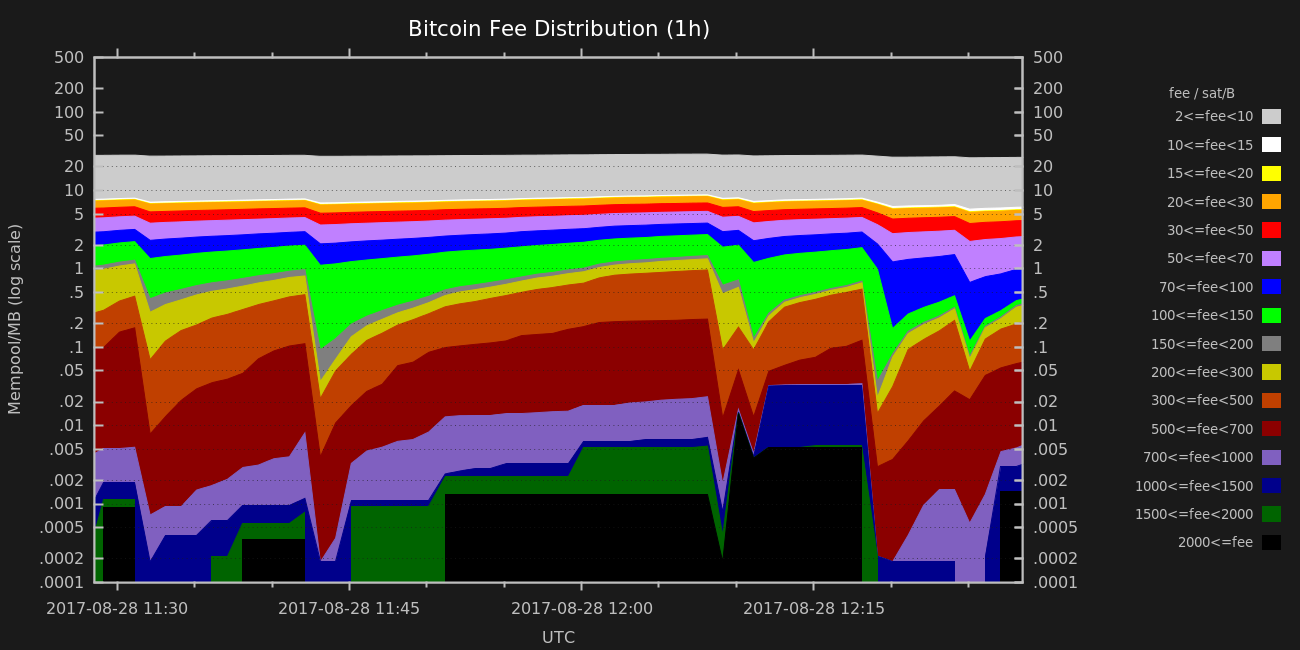 Bitcoin Fee Distribution (1h)
500 500
200 200
100 100
50 50
20 20
10 10
5 5
2 2
1 1
.5 .5
.2 .2
.1 .1
.05 .05
.02 .02
.01 .01
.005 .005
.002 .002
.001 .001
.0005 .0005
.0002 .0002
.0001 .0001
Mempool/MB (log scale)
2017-08-28 11:30 2017-08-28 11:45 2017-08-28 12:00 2017-08-28 12:15
UTC
fee / sat/B
2<=fee<10
10<=fee<15
15<=fee<20
20<=fee<30
30<=fee<50
50<=fee<70
70<=fee<100
100<=fee<150
150<=fee<200
200<=fee<300
300<=fee<500
500<=fee<700
700<=fee<1000
1000<=fee<1500
1500<=fee<2000
2000<=fee